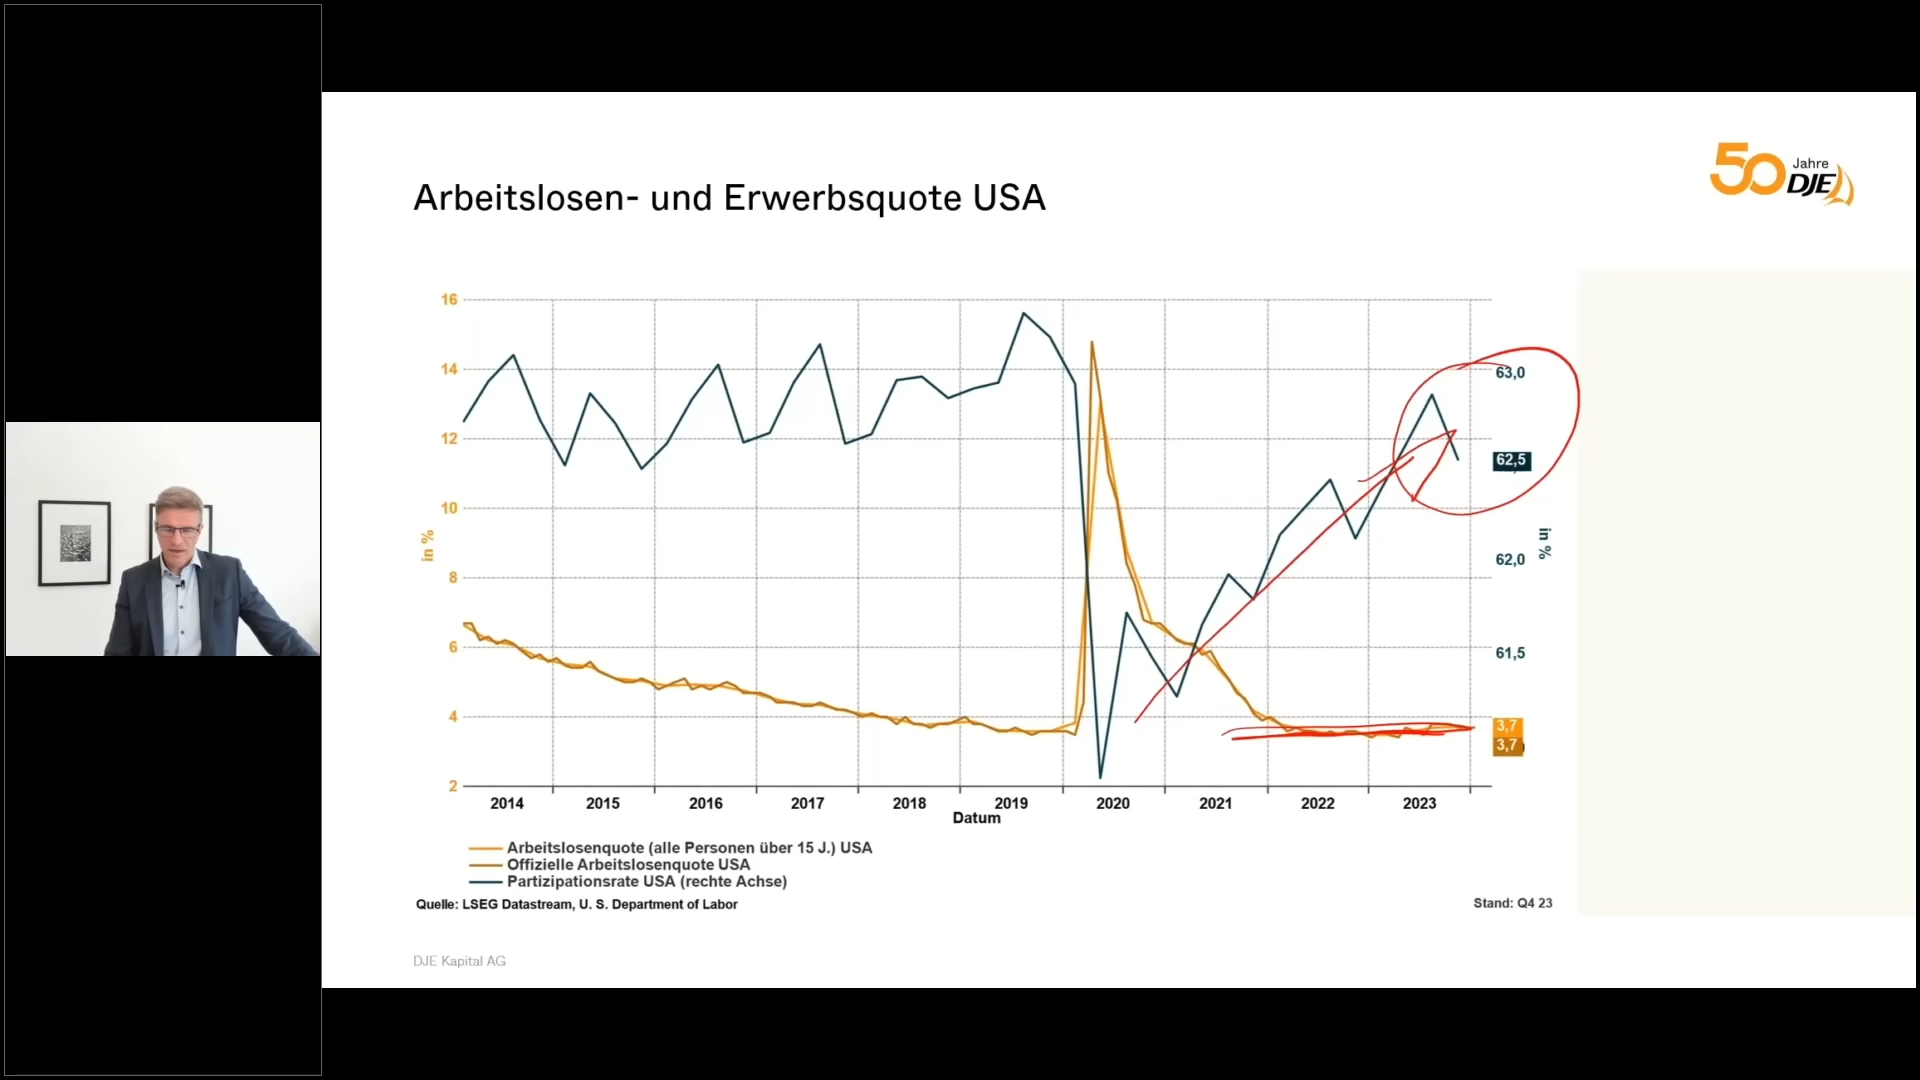 50 Jahre
DJE
Arbeitslosen- und Erwerbsquote USA
16
14
12
10
8
6
4
2
in %
63,0
62,5
62,0
61,5
3,7
3,7
in %
2014 2015 2016 2017 2018 2019 2020 2021 2022 2023
Datum
Arbeitslosenquote (alle Personen über 15 J.) USA
Offizielle Arbeitslosenquote USA
Partizipationsrate USA (rechte Achse)
Quelle: LSEG Datastream, U. S. Department of Labor
Stand: Q4 23
DJE Kapital AG